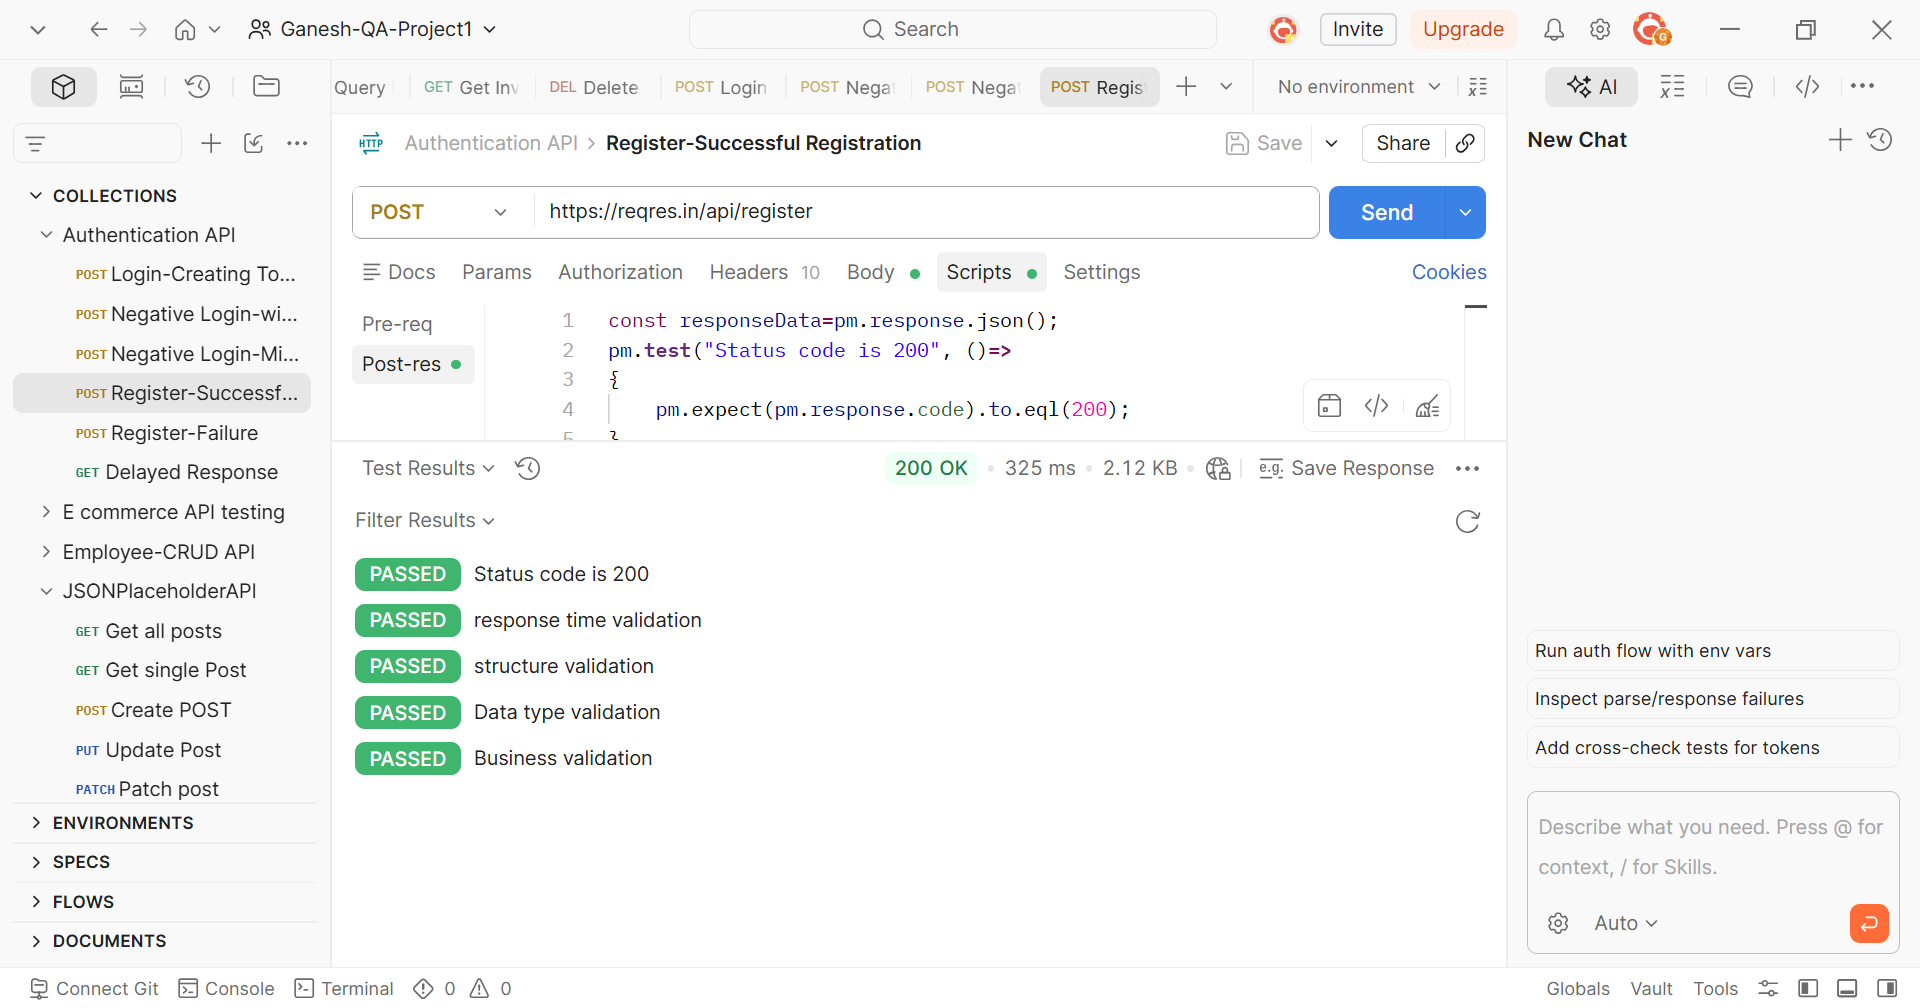 Ganesh-QA-Project1
Search
Invite
Upgrade
Query
GET Get Inv
DEL Delete
POST Login
POST Negat
POST Nega
POST Regis
No environment
AI
HTTP
Authentication API > Register-Successful Registration
Save
Share
New Chat
COLLECTIONS
Authentication API
POST Login-Creating To...
POST Negative Login-wi...
POST Negative Login-Mi...
POST Register-Successf...
POST Register-Failure
GET Delayed Response
E commerce API testing
Employee-CRUD API
JSONPlaceholderAPI
GET Get all posts
GET Get single Post
POST Create POST
PUT Update Post
PATCH Patch post
ENVIRONMENTS
SPECS
FLOWS
DOCUMENTS
POST
https://reqres.in/api/register
Send
Docs
Params
Authorization
Headers 10
Body
Scripts
Settings
Cookies
Pre-req
Post-res
1 const responseData=pm.response.json();
2 pm.test("Status code is 200", ()=>
3 {
4 pm.expect(pm.response.code).to.eql(200);
5 }
Test Results
200 OK
325 ms
2.12 KB
e.g. Save Response
Filter Results
PASSED Status code is 200
PASSED response time validation
PASSED structure validation
PASSED Data type validation
PASSED Business validation
Run auth flow with env vars
Inspect parse/response failures
Add cross-check tests for tokens
Describe what you need. Press @ for
context, / for Skills.
Auto
Connect Git
Console
Terminal
0
0
Globals
Vault
Tools